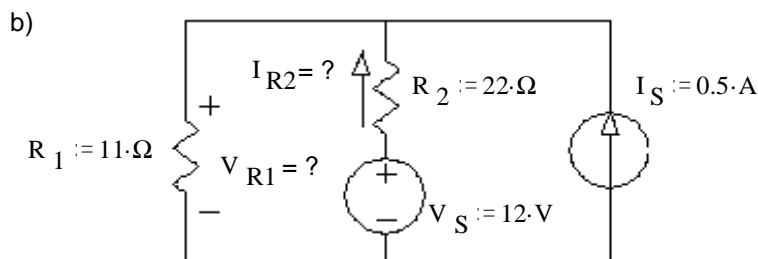 b)
I R2 = ?
R 2 := 22·Ω
I S := 0.5·A
+
R 1 := 11·Ω
V R1 = ?
+
−
−
V S := 12·V